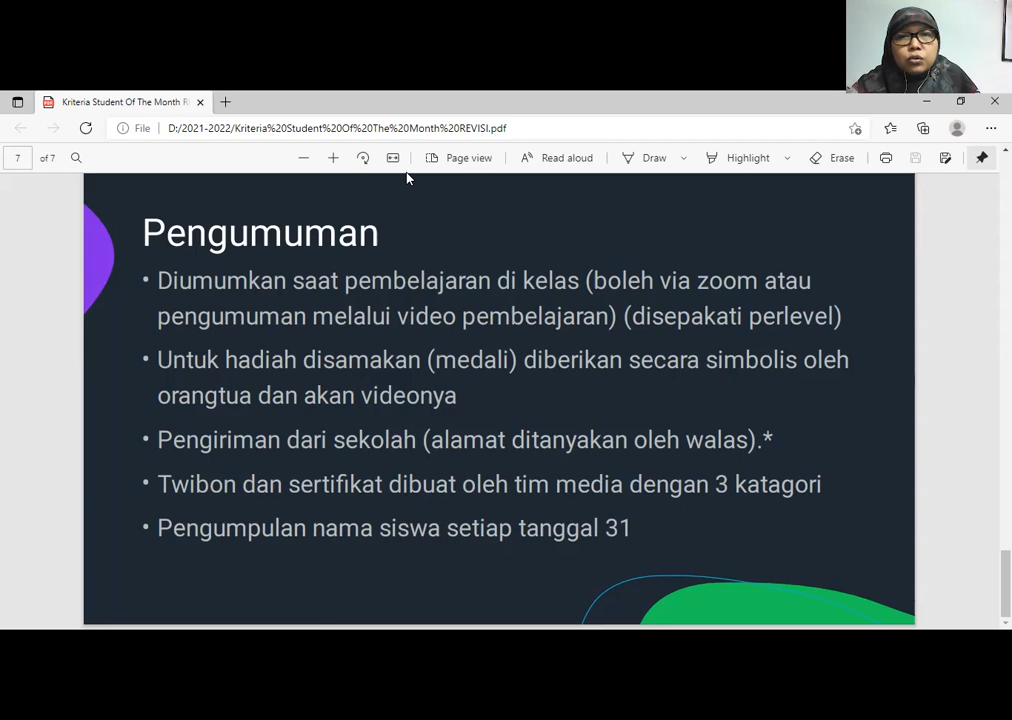 Kriteria Student Of The Month R
File D:/2021-2022/Kriteria%20Student%20Of%20The%20Month%20REVISI.pdf
7 of 7 Page view Read aloud Draw Highlight Erase
Pengumuman
• Diumumkan saat pembelajaran di kelas (boleh via zoom atau
pengumuman melalui video pembelajaran) (disepakati perlevel)
• Untuk hadiah disamakan (medali) diberikan secara simbolis oleh
orangtua dan akan videonya
• Pengiriman dari sekolah (alamat ditanyakan oleh walas).*
• Twibon dan sertifikat dibuat oleh tim media dengan 3 katagori
• Pengumpulan nama siswa setiap tanggal 31